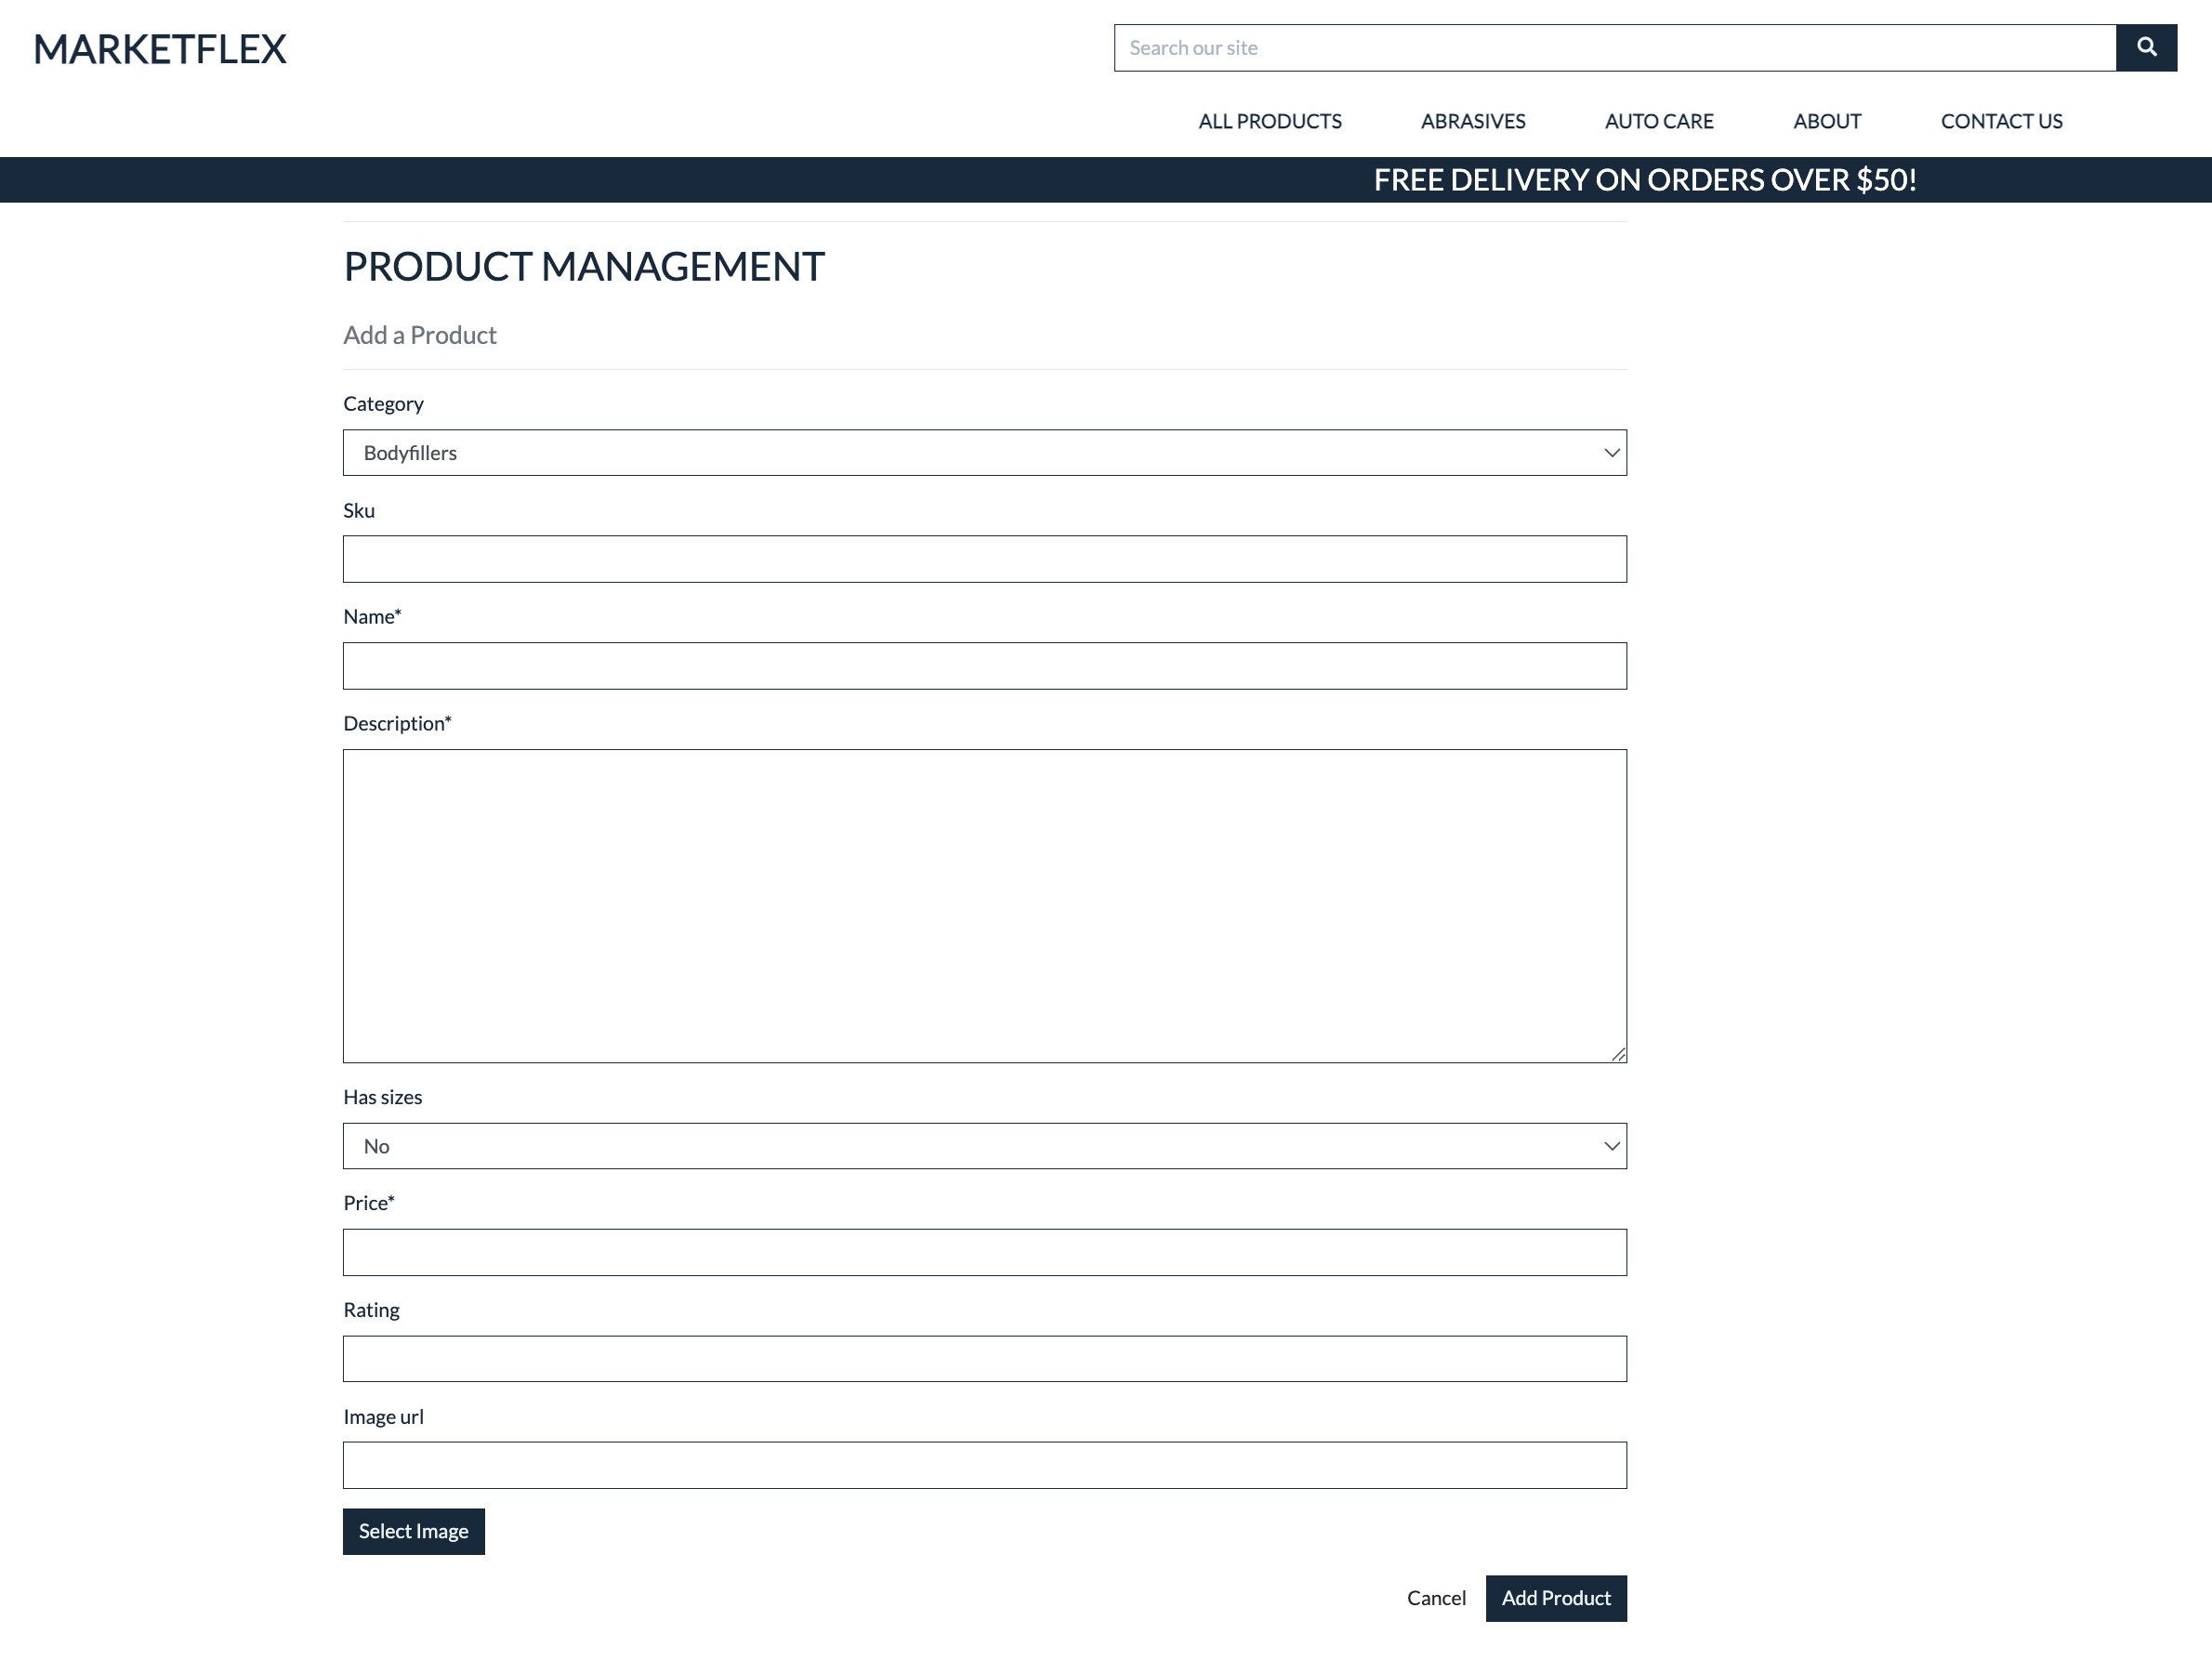 MARKETFLEX
Search our site
ALL PRODUCTS ABRASIVES AUTO CARE ABOUT CONTACT US
FREE DELIVERY ON ORDERS OVER $50!
PRODUCT MANAGEMENT
Add a Product
Category
Bodyfillers
Sku
Name*
Description*
Has sizes
No
Price*
Rating
Image url
Select Image
Cancel Add Product